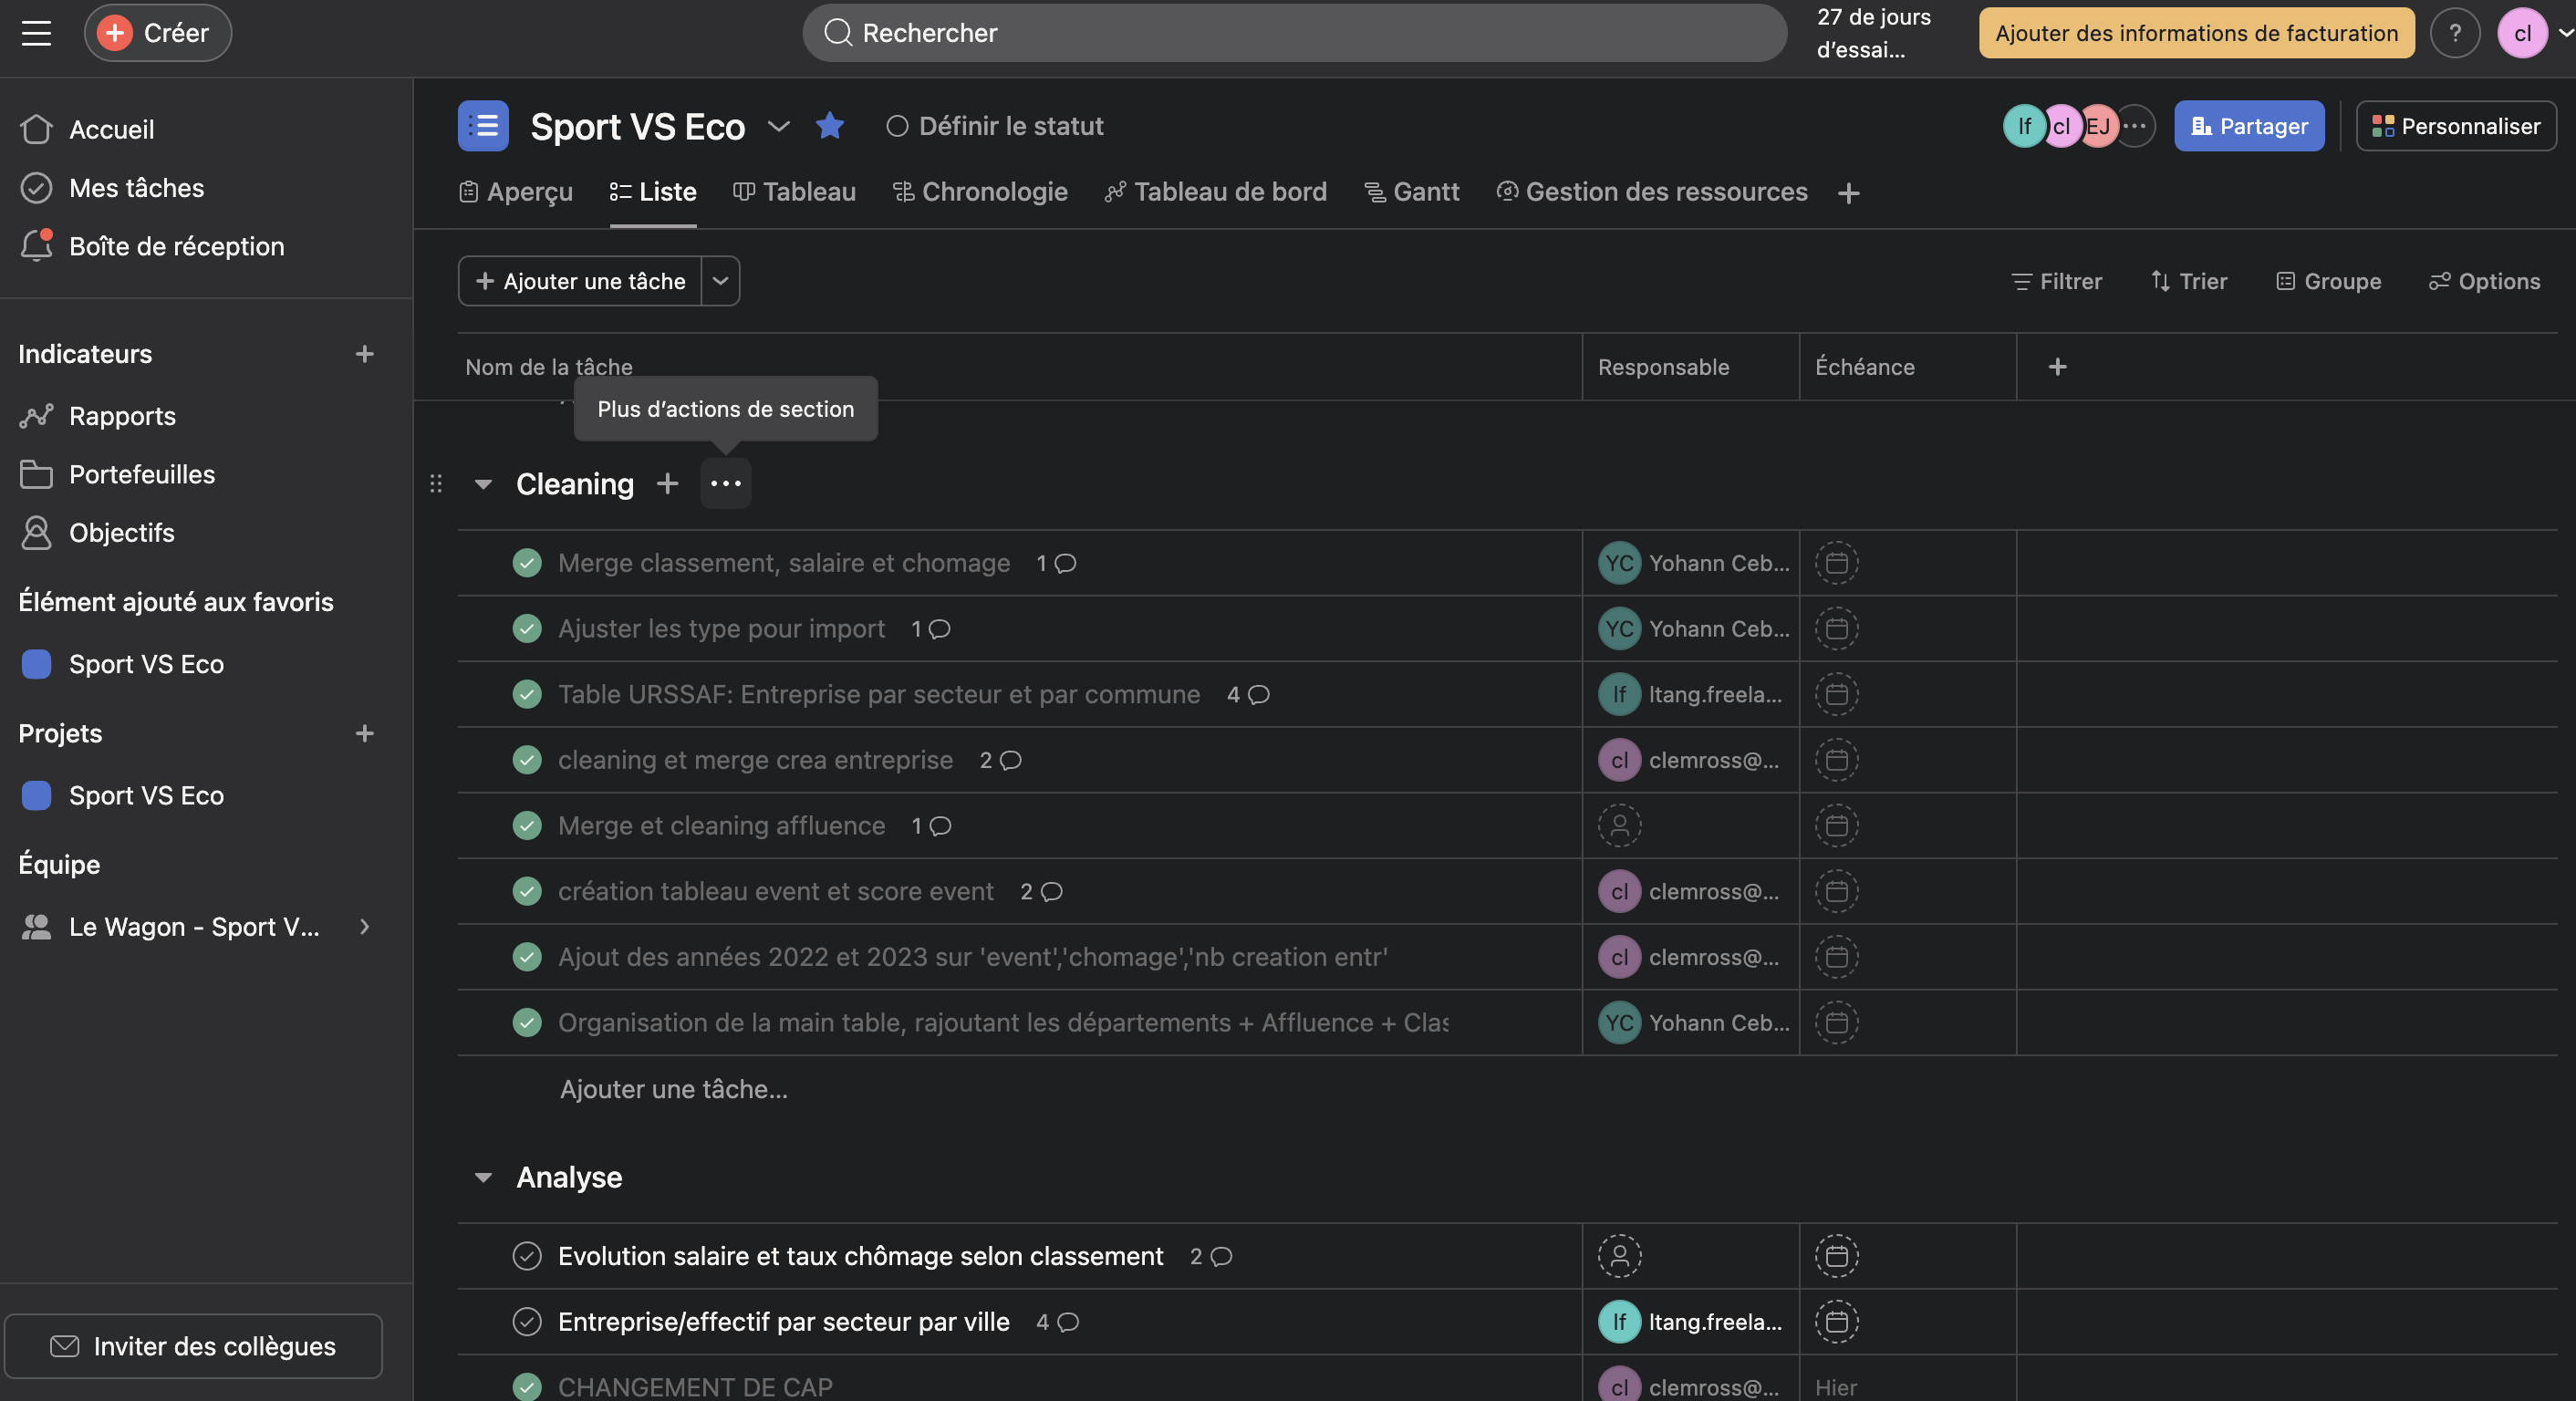 Créer
Rechercher
27 de jours
d'essai...
Ajouter des informations de facturation
?
cl
Accueil
Mes tâches
Boîte de réception
Indicateurs
Rapports
Portefeuilles
Objectifs
Élément ajouté aux favoris
Sport VS Eco
Projets
Sport VS Eco
Équipe
Le Wagon - Sport V...
Inviter des collègues
Sport VS Eco
Définir le statut
lf cl EJ
Partager
Personnaliser
Aperçu Liste Tableau Chronologie Tableau de bord Gantt Gestion des ressources
Ajouter une tâche
Filtrer Trier Groupe Options
Nom de la tâche Responsable Échéance
Plus d'actions de section
Cleaning
Merge classement, salaire et chomage 1 YC Yohann Ceb...
Ajuster les type pour import 1 YC Yohann Ceb...
Table URSSAF: Entreprise par secteur et par commune 4 lf ltang.freela...
cleaning et merge crea entreprise 2 cl clemross@...
Merge et cleaning affluence 1
création tableau event et score event 2 cl clemross@...
Ajout des années 2022 et 2023 sur 'event','chomage','nb creation entr' cl clemross@...
Organisation de la main table, rajoutant les départements + Affluence + Clas YC Yohann Ceb...
Ajouter une tâche...
Analyse
Evolution salaire et taux chômage selon classement 2
Entreprise/effectif par secteur par ville 4 lf ltang.freela...
CHANGEMENT DE CAP cl clemross@... Hier